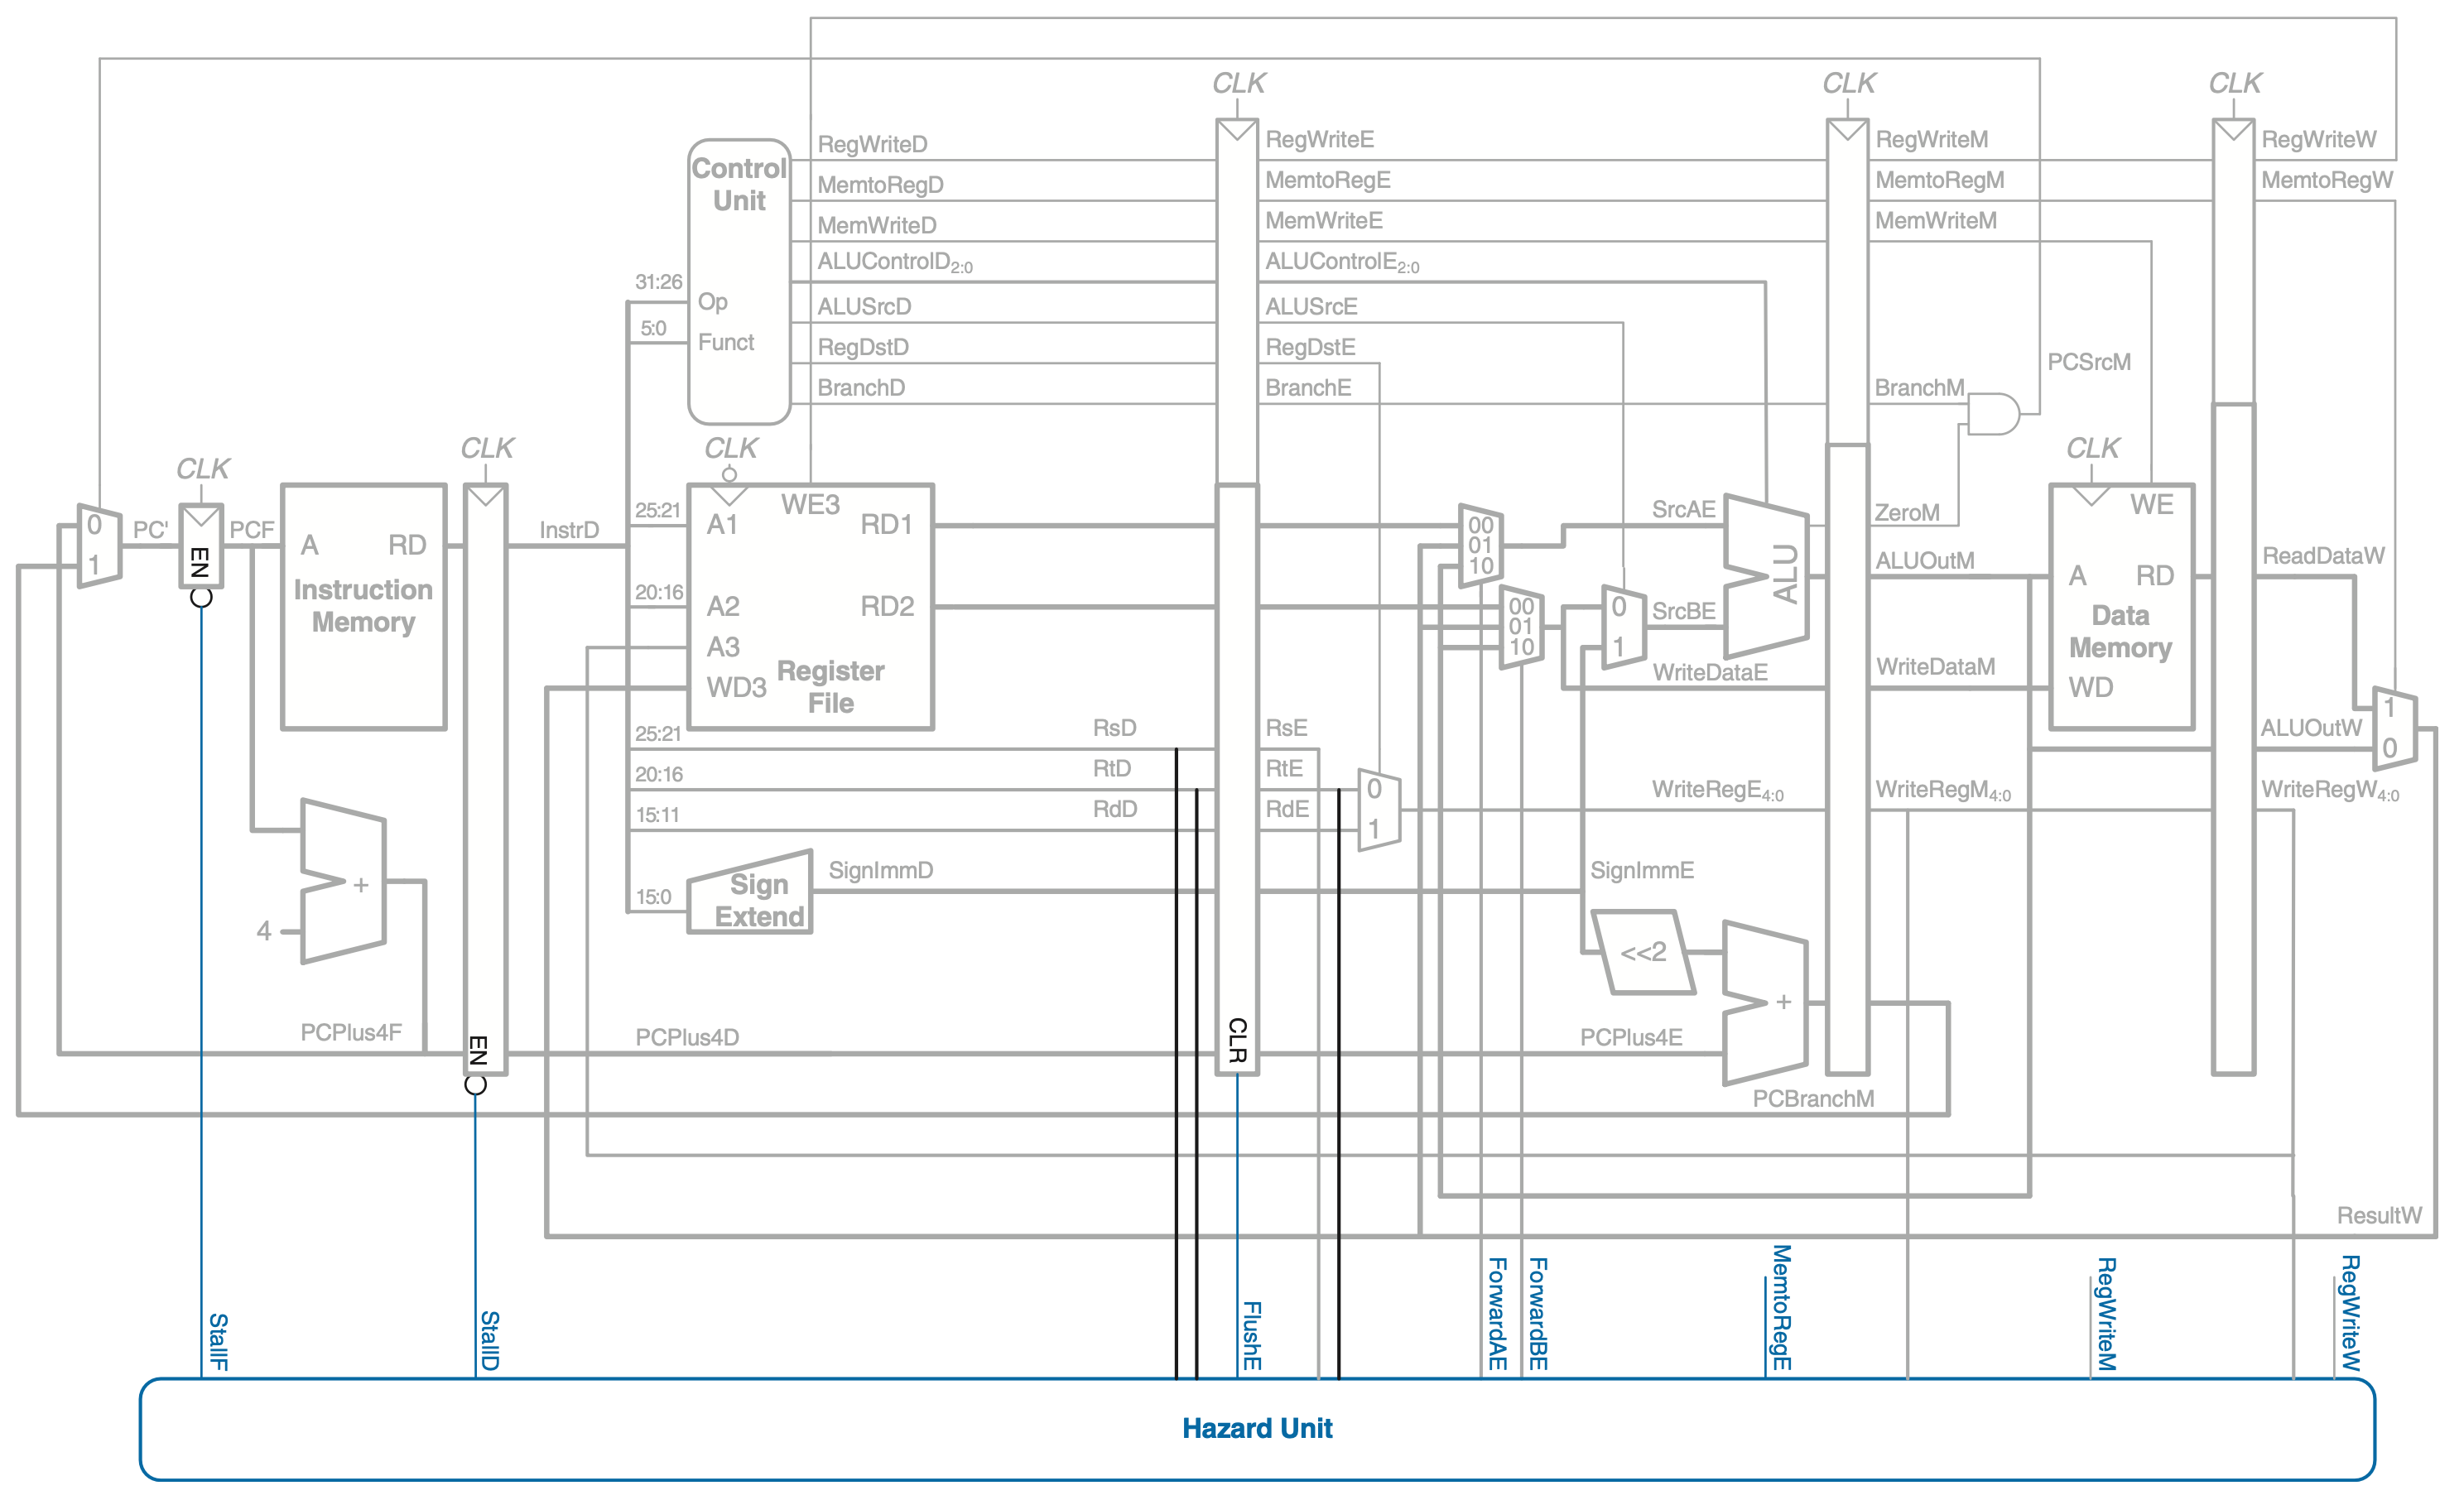 CLK
CLK
CLK
RegWriteD
RegWriteE
RegWriteM
RegWriteW
Control
Unit
MemtoRegD
MemtoRegE
MemtoRegM
MemtoRegW
MemWriteD
MemWriteE
MemWriteM
ALUControlD2:0
ALUControlE2:0
31:26
Op
ALUSrcD
ALUSrcE
5:0
Funct
RegDstD
RegDstE
PCSrcM
BranchD
BranchE
BranchM
CLK
CLK
CLK
CLK
0
1
PC'
EN
PCF
A
RD
Instruction
Memory
InstrD
25:21
A1
WE3
RD1
20:16
A2
RD2
A3
WD3
Register
File
00
01
10
00
01
10
0
1
SrcAE
SrcBE
ALU
ZeroM
ALUOutM
WE
A
RD
Data
Memory
WD
ReadDataW
WriteDataE
WriteDataM
1
0
ALUOutW
25:21
RsD
RsE
20:16
RtD
RtE
15:11
RdD
RdE
0
1
WriteRegE4:0
WriteRegM4:0
WriteRegW4:0
+
4
15:0
Sign
Extend
SignImmD
SignImmE
<<2
+
PCPlus4F
EN
PCPlus4D
CLR
PCPlus4E
PCBranchM
ResultW
StallF
StallD
FlushE
ForwardAE
ForwardBE
MemtoRegE
RegWriteM
RegWriteW
Hazard Unit